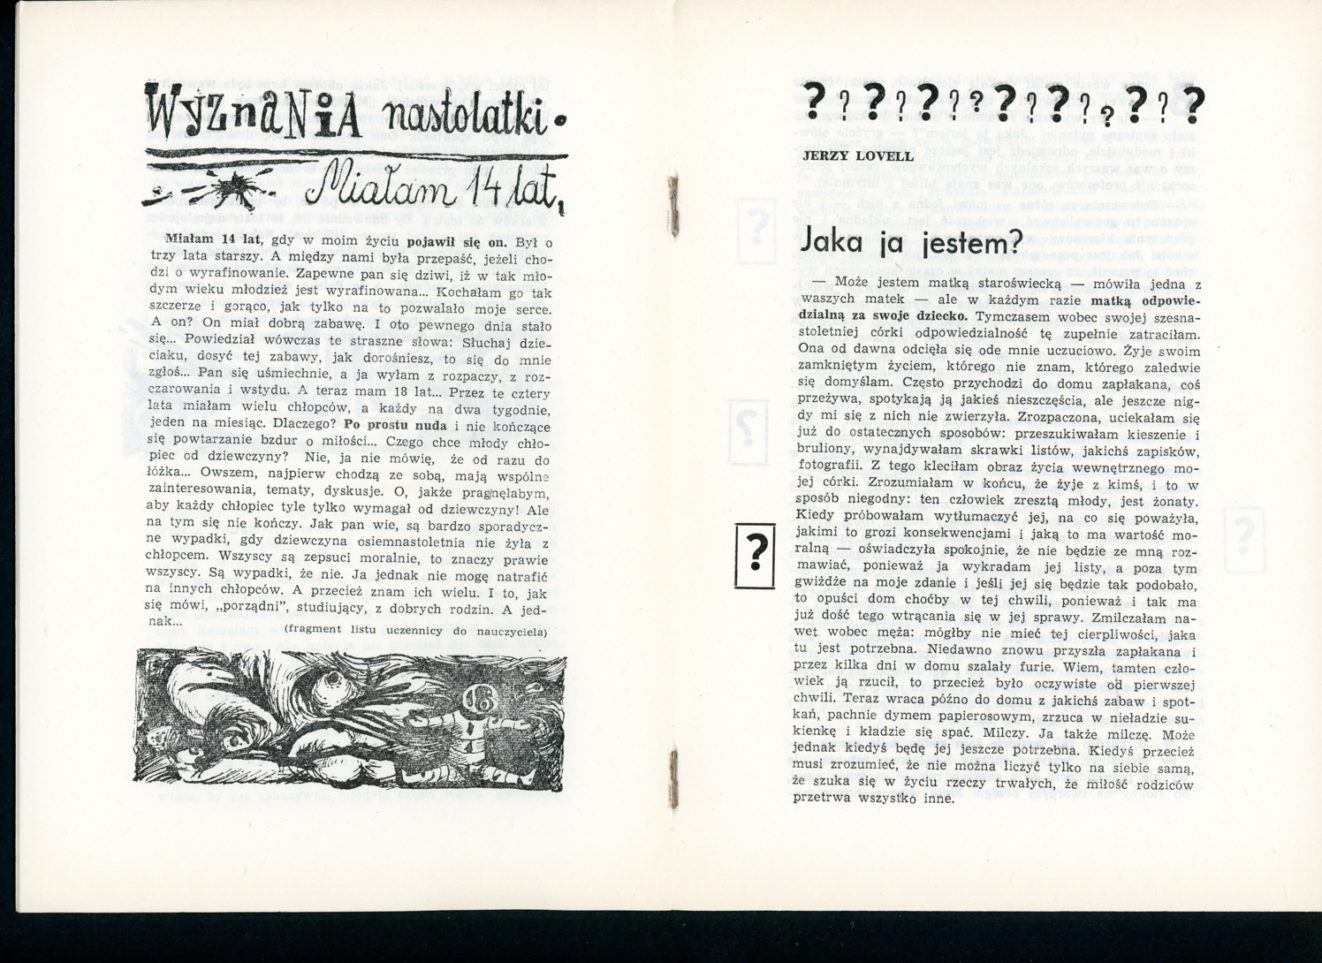 Wyznania nastolatki.
Miałam 14 lat,
Miałam 14 lat, gdy w moim życiu pojawił się on. Był o
trzy lata starszy. A między nami była przepaść, jeżeli cho-
dzi o wyrafinowanie. Zapewne pan się dziwi, iż w tak mło-
dym wieku młodzież jest wyrafinowana... Kochałam go tak
szczerze i gorąco, jak tylko na to pozwalało moje serce.
A on? On miał dobrą zabawę. I oto pewnego dnia stało
się... Powiedział wówczas te straszne słowa: Słuchaj dzie-
ciaku, dosyć tej zabawy, jak dorośniesz, to się do mnie
zgłoś... Pan się uśmiechnie, a ja wyłam z rozpaczy, z roz-
czarowania i wstydu. A teraz mam 18 lat... Przez te cztery
lata miałam wielu chłopców, a każdy na dwa tygodnie,
jeden na miesiąc. Dlaczego? Po prostu nuda i nie kończące
się powtarzanie bzdur o miłości... Czego chce młody chło-
piec od dziewczyny? Nie, ja nie mówię, że od razu do
łóżka... Owszem, najpierw chodzą ze sobą, mają wspólne
zainteresowania, tematy, dyskusje. O, jakże pragnęłabym,
aby każdy chłopiec tyle tylko wymagał od dziewczyny! Ale
na tym się nie kończy. Jak pan wie, są bardzo sporadycz-
ne wypadki, gdy dziewczyna osiemnastoletnia nie żyła z
chłopcem. Wszyscy są zepsuci moralnie, to znaczy prawie
wszyscy. Są wypadki, że nie. Ja jednak nie mogę natrafić
na innych chłopców. A przecież znam ich wielu. I to, jak
się mówi, „porządni”, studiujący, z dobrych rodzin. A jed-
nak...
(fragment listu uczennicy do nauczyciela)
? ? ? ? ? ? ? ? ? ? ? ? ? ? ?
JERZY LOVELL
Jaka ja jestem?
— Może jestem matką staroświecką — mówiła jedna z
waszych matek — ale w każdym razie matką odpowie-
dzialną za swoje dziecko. Tymczasem wobec swojej szesna-
stoletniej córki odpowiedzialność tę zupełnie zatraciłam.
Ona od dawna odcięła się ode mnie uczuciowo. Żyje swoim
zamkniętym życiem, którego nie znam, którego zaledwie
się domyślam. Często przychodzi do domu zapłakana, coś
przeżywa, spotykają ją jakieś nieszczęścia, ale jeszcze nig-
dy mi się z nich nie zwierzyła. Zrozpaczona, uciekałam się
już do ostatecznych sposobów: przeszukiwałam kieszenie i
bruliony, wynajdywałam skrawki listów, jakichś zapisków,
fotografii. Z tego kleciłam obraz życia wewnętrznego mo-
jej córki. Zrozumiałam w końcu, że żyje z kimś, i to w
sposób niegodny: ten człowiek zresztą młody, jest żonaty.
Kiedy próbowałam wytłumaczyć jej, na co się poważyła,
jakimi to grozi konsekwencjami i jaką to ma wartość mo-
ralną — oświadczyła spokojnie, że nie będzie ze mną roz-
mawiać, ponieważ ja wykradam jej listy, a poza tym
gwiżdże na moje zdanie i jeśli jej się będzie tak podobało,
to opuści dom choćby w tej chwili, ponieważ i tak ma
już dość tego wtrącania się w jej sprawy. Zmilczałam na-
wet wobec męża: mógłby nie mieć tej cierpliwości, jaka
tu jest potrzebna. Niedawno znowu przyszła zapłakana i
przez kilka dni w domu szalały furie. Wiem, tamten czło-
wiek ją rzucił, to przecież było oczywiste od pierwszej
chwili. Teraz wraca późno do domu z jakichś zabaw i spot-
kań, pachnie dymem papierosowym, zrzuca w nieładzie su-
kienkę i kładzie się spać. Milczy. Ja także milczę. Może
jednak kiedyś będę jej jeszcze potrzebna. Kiedyś przecież
musi zrozumieć, że nie można liczyć tylko na siebie samą,
że szuka się w życiu rzeczy trwałych, że miłość rodziców
przetrwa wszystko inne.
?